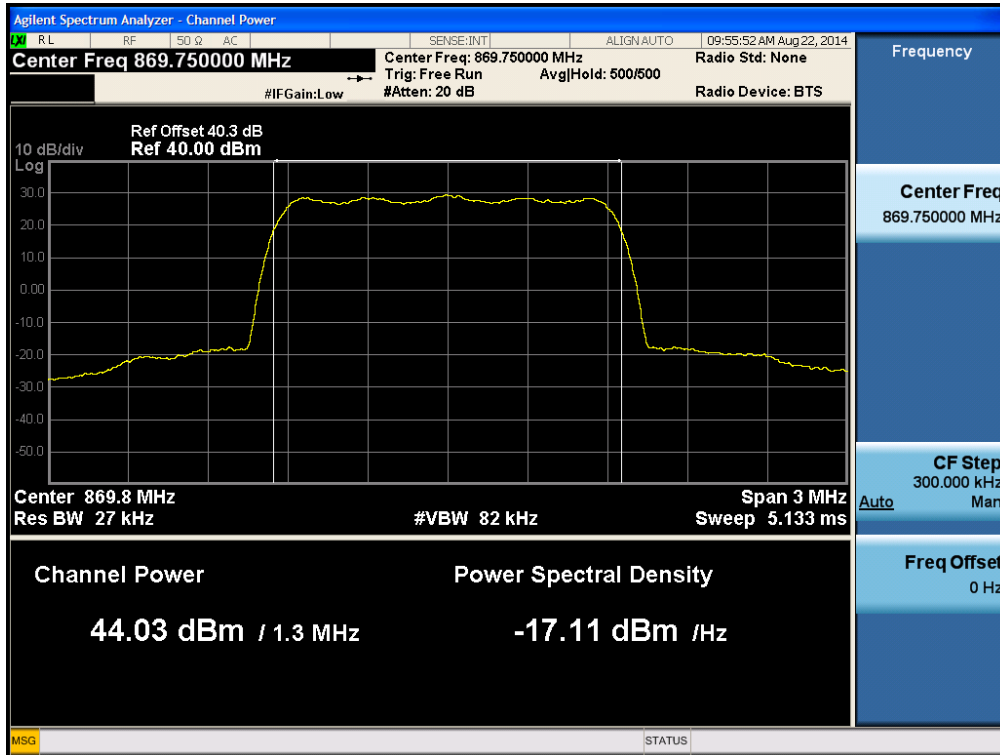 Agilent Spectrum Analyzer - Channel Power
LXI RL RF 50 Ω AC SENSE:INT ALIGN AUTO 09:55:52 AM Aug 22, 2014
Center Freq 869.750000 MHz
Center Freq: 869.750000 MHz Radio Std: None
Trig: Free Run Avg|Hold: 500/500
#IFGain:Low #Atten: 20 dB Radio Device: BTS
Ref Offset 40.3 dB
10 dB/div Ref 40.00 dBm
Log
30.0
20.0
10.0
0.00
-10.0
-20.0
-30.0
-40.0
-50.0
Center 869.8 MHz Span 3 MHz
Res BW 27 kHz #VBW 82 kHz Sweep 5.133 ms
Channel Power Power Spectral Density
44.03 dBm / 1.3 MHz -17.11 dBm /Hz
MSG STATUS
Frequency
Center Freq
869.750000 MHz
CF Step
300.000 kHz
Auto Man
Freq Offset
0 Hz